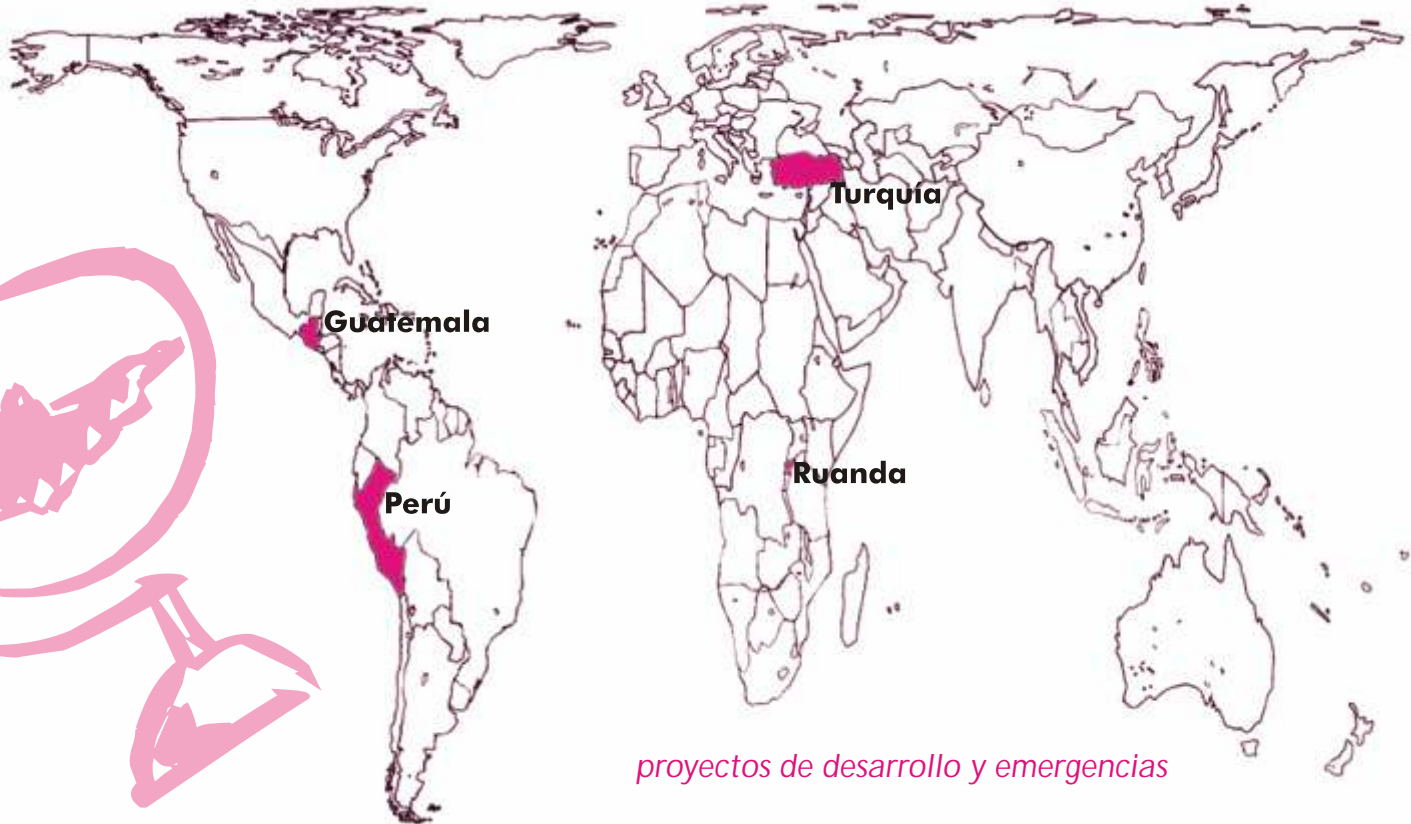 Turquía
Guatemala
Ruanda
Perú
proyectos de desarrollo y emergencias